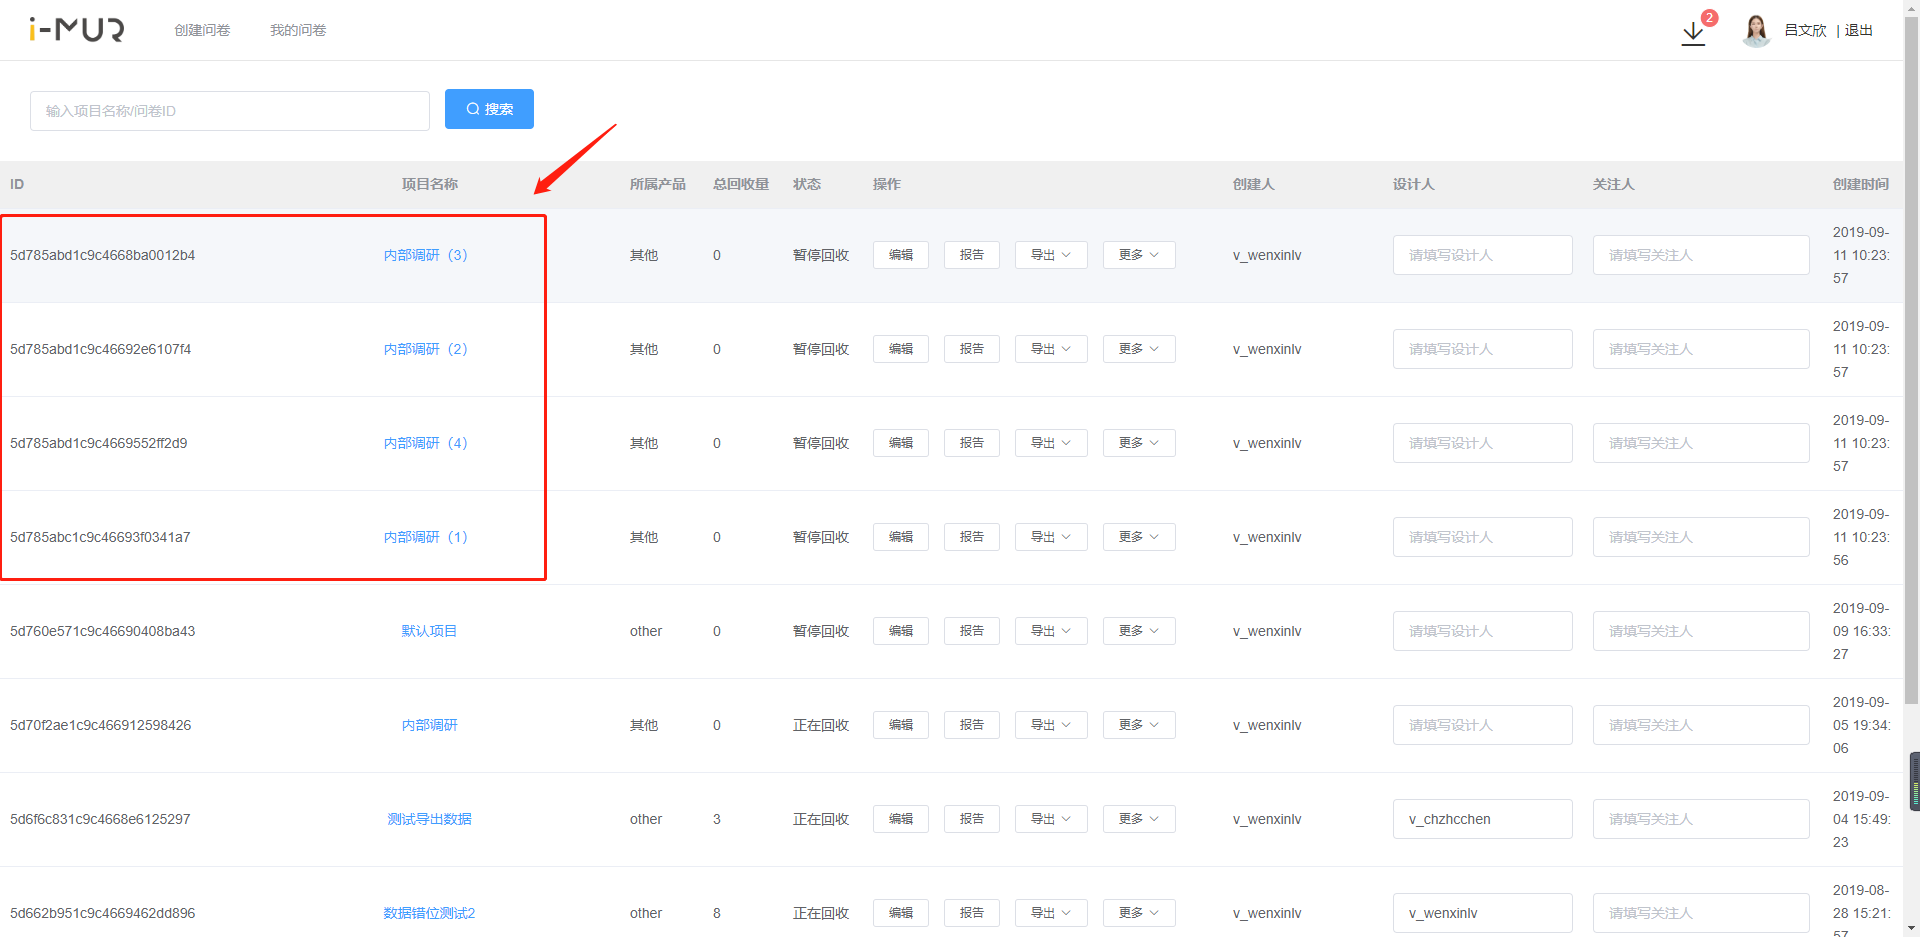 i-MUR 创建问卷 我的问卷 2 吕文欣 | 退出
输入项目名称/问卷ID 搜索
ID 项目名称 所属产品 总回收量 状态 操作 创建人 设计人 关注人 创建时间
5d785abd1c9c4668ba0012b4 内部调研（3） 其他 0 暂停回收 编辑 报告 导出 更多 v_wenxinlv 请填写设计人 请填写关注人 2019-09-
11 10:23:
57
5d785abd1c9c46692e6107f4 内部调研（2） 其他 0 暂停回收 编辑 报告 导出 更多 v_wenxinlv 请填写设计人 请填写关注人 2019-09-
11 10:23:
57
5d785abd1c9c4669552ff2d9 内部调研（4） 其他 0 暂停回收 编辑 报告 导出 更多 v_wenxinlv 请填写设计人 请填写关注人 2019-09-
11 10:23:
57
5d785abc1c9c46693f0341a7 内部调研（1） 其他 0 暂停回收 编辑 报告 导出 更多 v_wenxinlv 请填写设计人 请填写关注人 2019-09-
11 10:23:
56
5d760e571c9c46690408ba43 默认项目 other 0 暂停回收 编辑 报告 导出 更多 v_wenxinlv 请填写设计人 请填写关注人 2019-09-
09 16:33:
27
5d70f2ae1c9c466912598426 内部调研 其他 0 正在回收 编辑 报告 导出 更多 v_wenxinlv 请填写设计人 请填写关注人 2019-09-
05 19:34:
06
5d6f6c831c9c4668e6125297 测试导出数据 other 3 正在回收 编辑 报告 导出 更多 v_wenxinlv v_chzhcchen 请填写关注人 2019-09-
04 15:49:
23
5d662b951c9c4669462dd896 数据错位测试2 other 8 正在回收 编辑 报告 导出 更多 v_wenxinlv v_wenxinlv 请填写关注人 2019-08-
28 15:21:
57